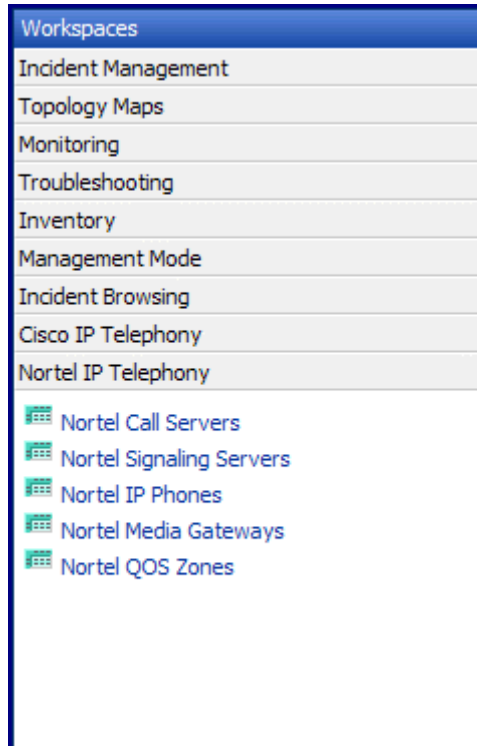 Workspaces
Incident Management
Topology Maps
Monitoring
Troubleshooting
Inventory
Management Mode
Incident Browsing
Cisco IP Telephony
Nortel IP Telephony
Nortel Call Servers
Nortel Signaling Servers
Nortel IP Phones
Nortel Media Gateways
Nortel QOS Zones